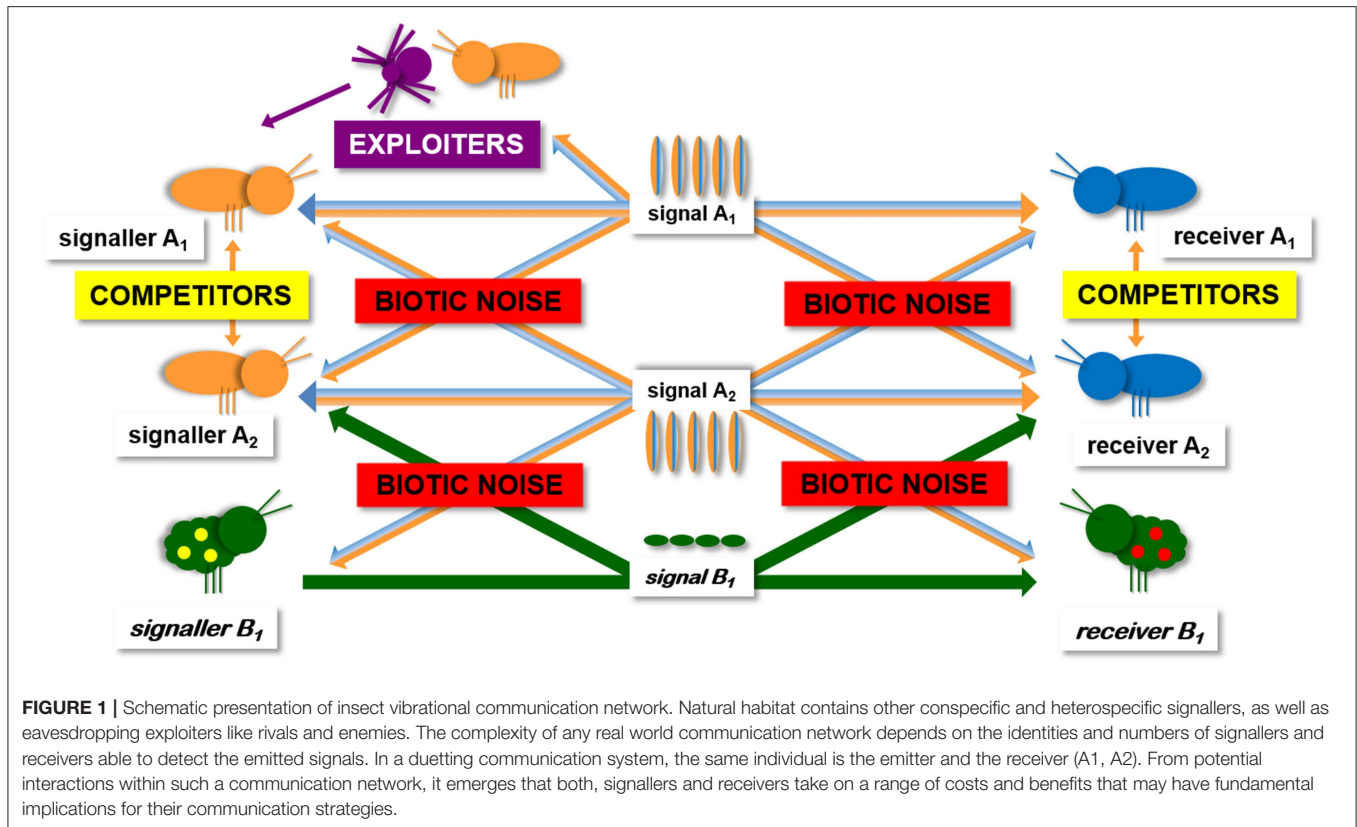 EXPLOITERS
signal A₁
signaller A₁
receiver A₁
COMPETITORS
BIOTIC NOISE
BIOTIC NOISE
COMPETITORS
signal A₂
signaller A₂
receiver A₂
BIOTIC NOISE
BIOTIC NOISE
signal B₁
signaller B₁
receiver B₁
FIGURE 1 | Schematic presentation of insect vibrational communication network. Natural habitat contains other conspecific and heterospecific signallers, as well as
eavesdropping exploiters like rivals and enemies. The complexity of any real world communication network depends on the identities and numbers of signallers and
receivers able to detect the emitted signals. In a duetting communication system, the same individual is the emitter and the receiver (A1, A2). From potential
interactions within such a communication network, it emerges that both, signallers and receivers take on a range of costs and benefits that may have fundamental
implications for their communication strategies.